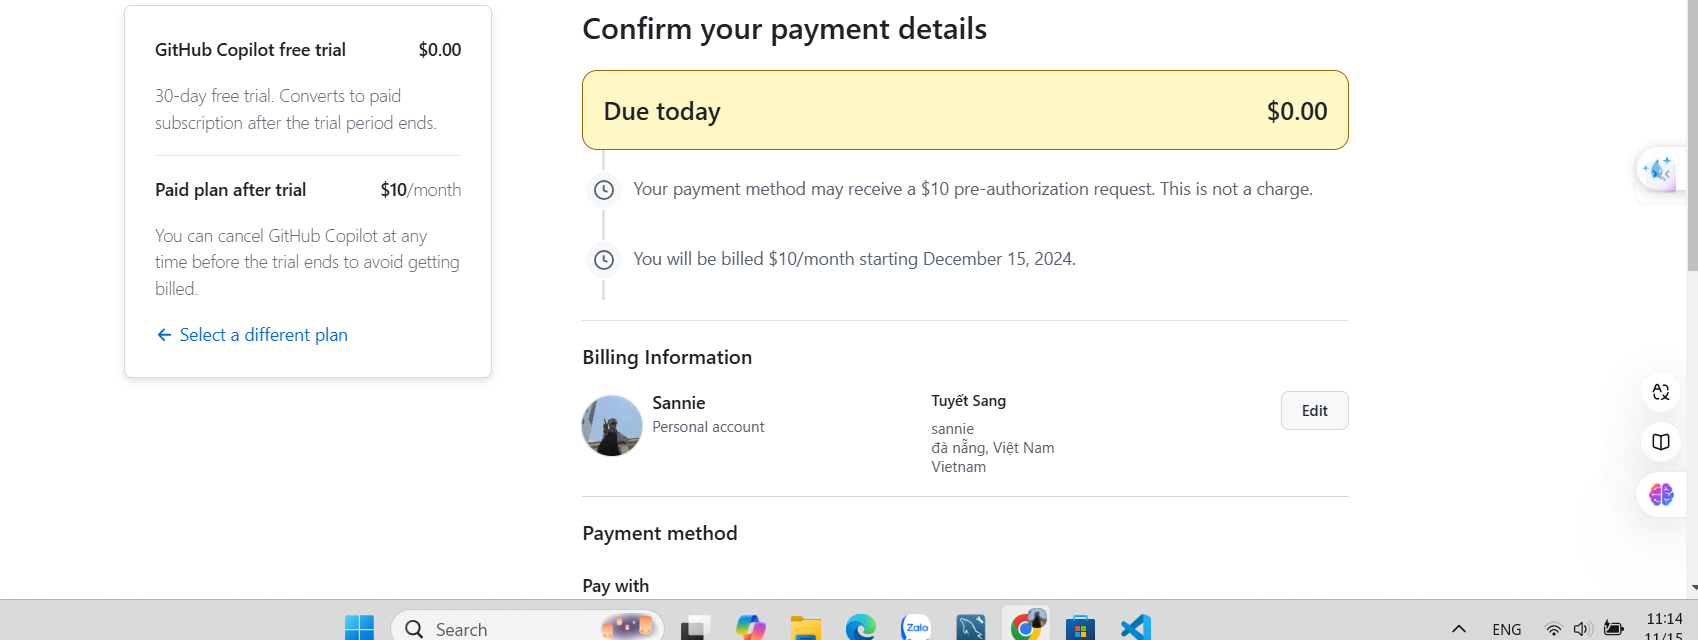 GitHub Copilot free trial $0.00
30-day free trial. Converts to paid
subscription after the trial period ends.
Paid plan after trial $10/month
You can cancel GitHub Copilot at any
time before the trial ends to avoid getting
billed.
← Select a different plan
Confirm your payment details
Due today $0.00
Your payment method may receive a $10 pre-authorization request. This is not a charge.
You will be billed $10/month starting December 15, 2024.
Billing Information
Sannie
Personal account
Tuyết Sang
sannie
đà nẵng, Việt Nam
Vietnam
Edit
Payment method
Pay with
Search
Zalo
ENG
11:14
11/15